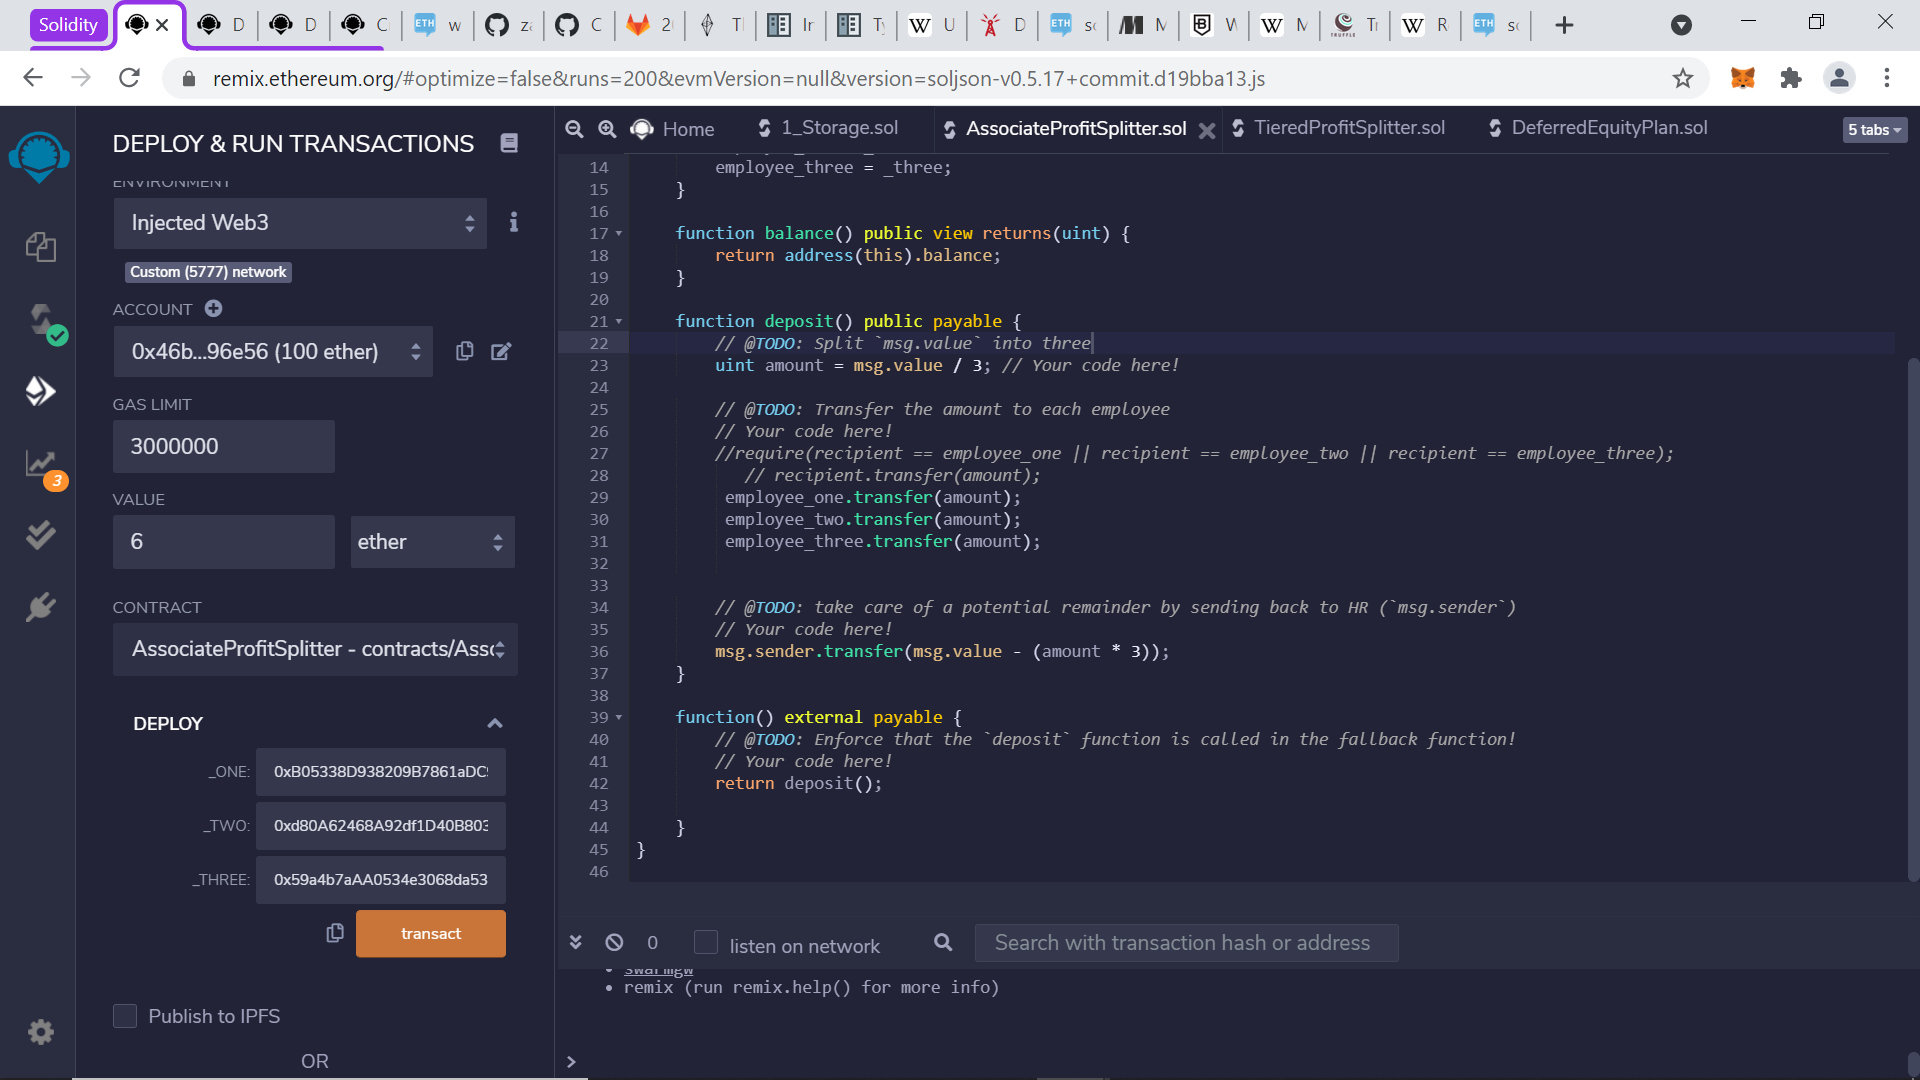 Solidity
D
D
C
w
C
2
T
Ir
Ty
U
D
sc
M
W
M
Tr
R
sc
remix.ethereum.org/#optimize=false&runs=200&evmVersion=null&version=soljson-v0.5.17+commit.d19bba13.js
DEPLOY & RUN TRANSACTIONS
ENVIRONMENT
Injected Web3
Custom (5777) network
ACCOUNT
0x46b...96e56 (100 ether)
GAS LIMIT
3000000
VALUE
6
ether
CONTRACT
AssociateProfitSplitter - contracts/Asso
DEPLOY
_ONE: 0xB05338D938209B7861aDC
_TWO: 0xd80A62468A92df1D40B803
_THREE: 0x59a4b7aAA0534e3068da53
transact
Publish to IPFS
OR
3
Home
1_Storage.sol
AssociateProfitSplitter.sol
TieredProfitSplitter.sol
DeferredEquityPlan.sol
5 tabs
14 employee_three = _three;
15 }
16
17 function balance() public view returns(uint) {
18 return address(this).balance;
19 }
20
21 function deposit() public payable {
22 // @TODO: Split `msg.value` into three
23 uint amount = msg.value / 3; // Your code here!
24
25 // @TODO: Transfer the amount to each employee
26 // Your code here!
27 //require(recipient == employee_one || recipient == employee_two || recipient == employee_three);
28 // recipient.transfer(amount);
29 employee_one.transfer(amount);
30 employee_two.transfer(amount);
31 employee_three.transfer(amount);
32
33
34 // @TODO: take care of a potential remainder by sending back to HR (`msg.sender`)
35 // Your code here!
36 msg.sender.transfer(msg.value - (amount * 3));
37 }
38
39 function() external payable {
40 // @TODO: Enforce that the `deposit` function is called in the fallback function!
41 // Your code here!
42 return deposit();
43
44 }
45 }
46
0
listen on network
Search with transaction hash or address
• swarmgw
• remix (run remix.help() for more info)
>